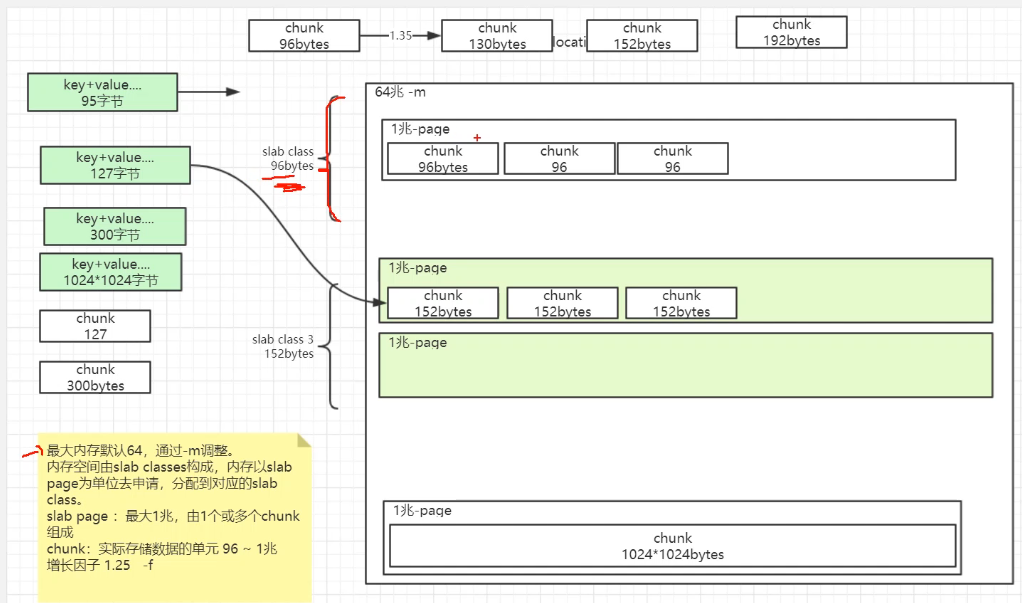 chunk
96bytes
1.35
chunk
130bytes
locati
chunk
152bytes
chunk
192bytes
key+value....
95字节
64兆 -m
1兆-page
slab class
96bytes
chunk
96bytes
chunk
96
chunk
96
key+value....
127字节
key+value....
300字节
key+value....
1024*1024字节
1兆-page
chunk
152bytes
chunk
152bytes
chunk
152bytes
chunk
127
slab class 3
152bytes
1兆-page
chunk
300bytes
最大内存默认64，通过-m调整。
内存空间由slab classes构成，内存以slab
page为单位去申请，分配到对应的slab
class。
slab page ：最大1兆，由1个或多个chunk
组成
chunk：实际存储数据的单元 96 ~ 1兆
增长因子 1.25 -f
1兆-page
chunk
1024*1024bytes